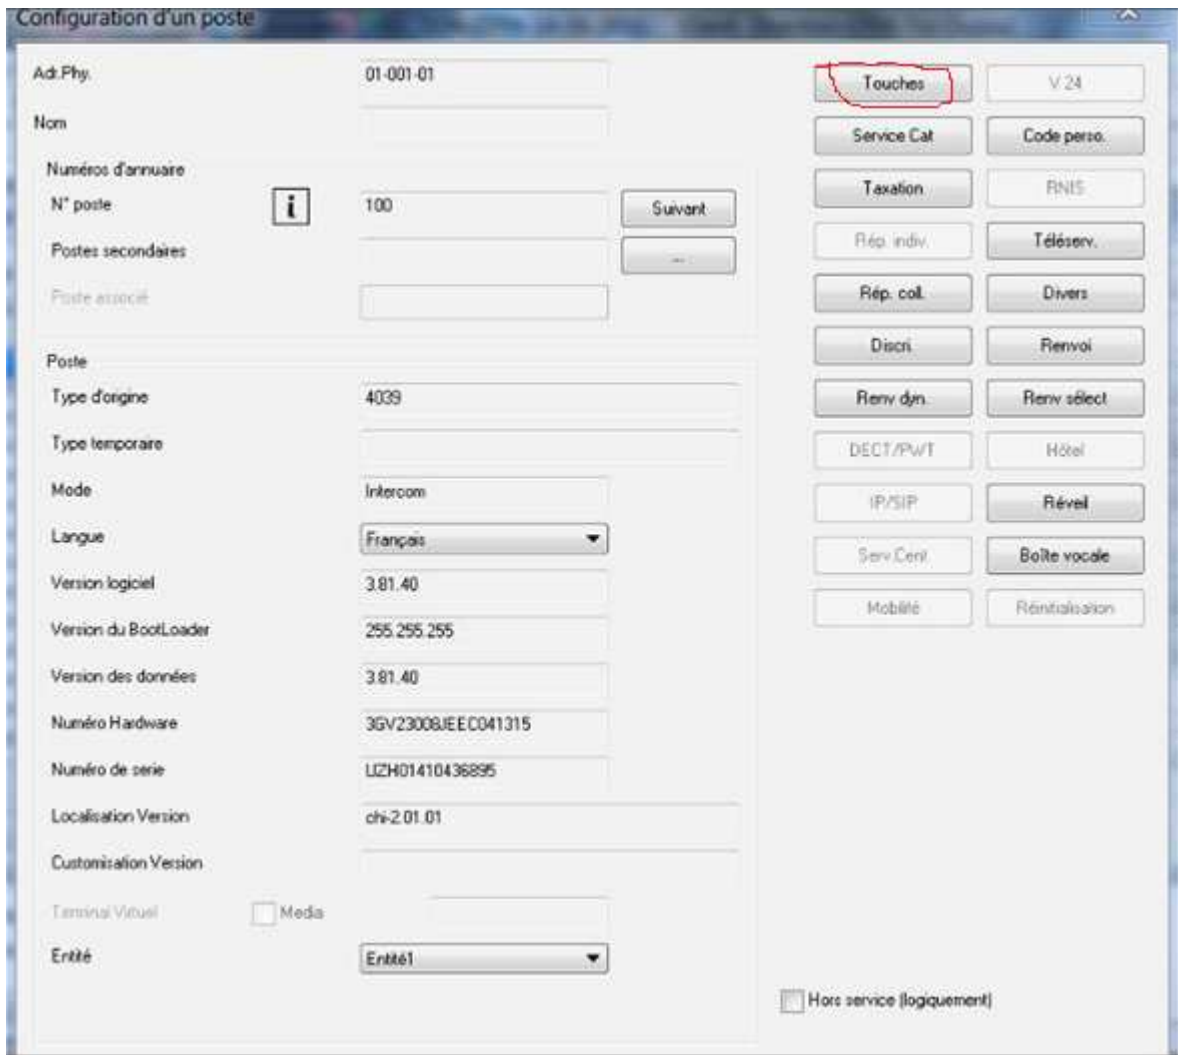 Configuration d'un poste
Adr.Phy. 01-001-01
Nom
Numéros d'annuaire
N° poste i 100 Suivant
Postes secondaires ...
Poste associé
Poste
Type d'origine 4039
Type temporaire
Mode Intercom
Langue Français
Version logiciel 3.81.40
Version du BootLoader 255.255.255
Version des données 3.81.40
Numéro Hardware 3GV23008JEEC041315
Numéro de serie UZH01410436895
Localisation Version chi-2.01.01
Customisation Version
Terminal Virtuel Media
Entité Entité1
Touches V 24
Service Cat Code perso.
Taxation RNIS
Rép. indiv. Téléserv.
Rép. coll. Divers
Discri. Renvoi
Renv dyn. Renv sélect
DECT/PWT Hôtel
IP/SIP Réveil
Serv.Cent. Boîte vocale
Mobilité Réinitialisation
Hors service (logiquement)